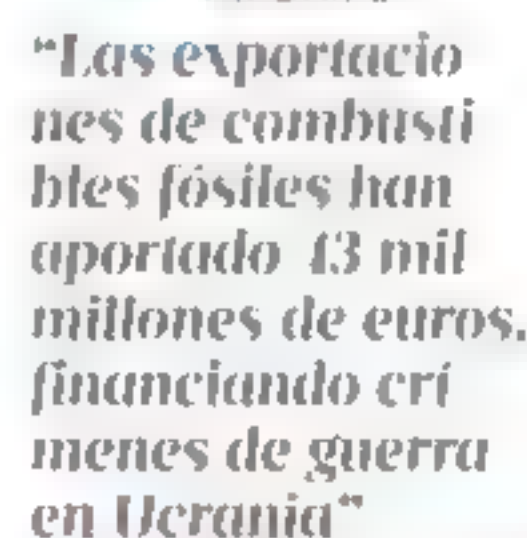 “Las exportacio
nes de combusti
bles fósiles han
aportado 13 mil
millones de euros.
financiando crí
menes de guerra
en Ucrania”